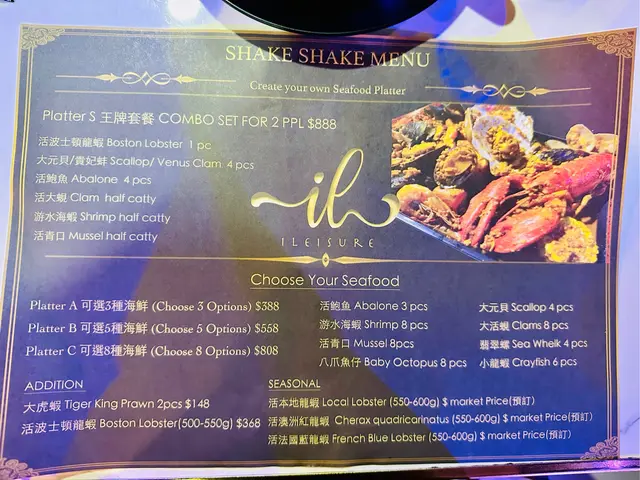 SHAKE SHAKE MENU
Create your own Seafood Platter
Platter S 王牌套餐 COMBO SET FOR 2 PPL $888
活波士頓龍蝦 Boston Lobster 1 pc
大元貝/貴妃蚌 Scallop/ Venus Clam 4 pcs
活鮑魚 Abalone 4 pcs
活大蜆 Clam half catty
游水海蝦 Shrimp half catty
活青口 Mussel half catty
ih
ILEISURE
Choose Your Seafood
Platter A 可選3種海鮮 (Choose 3 Options) $388
Platter B 可選5種海鮮 (Choose 5 Options) $558
Platter C 可選8種海鮮 (Choose 8 Options) $808
活鮑魚 Abalone 3 pcs
游水海蝦 Shrimp 8 pcs
活青口 Mussel 8pcs
八爪魚仔 Baby Octopus 8 pcs
大元貝 Scallop 4 pcs
大活蜆 Clams 8 pcs
翡翠螺 Sea Wheik 4 pcs
小龍蝦 Crayfish 6 pcs
ADDITION
大虎蝦 Tiger King Prawn 2pcs $148
活波士頓龍蝦 Boston Lobster(500-550g) $368
SEASONAL
活本地龍蝦 Local Lobster (550-600g) $ market Price(預訂)
活澳洲紅龍蝦 Cherax quadricarinatus (550-600g) $ market Price(預訂)
活法國藍龍蝦 French Blue Lobster (550-600g) $ market Price(預訂)